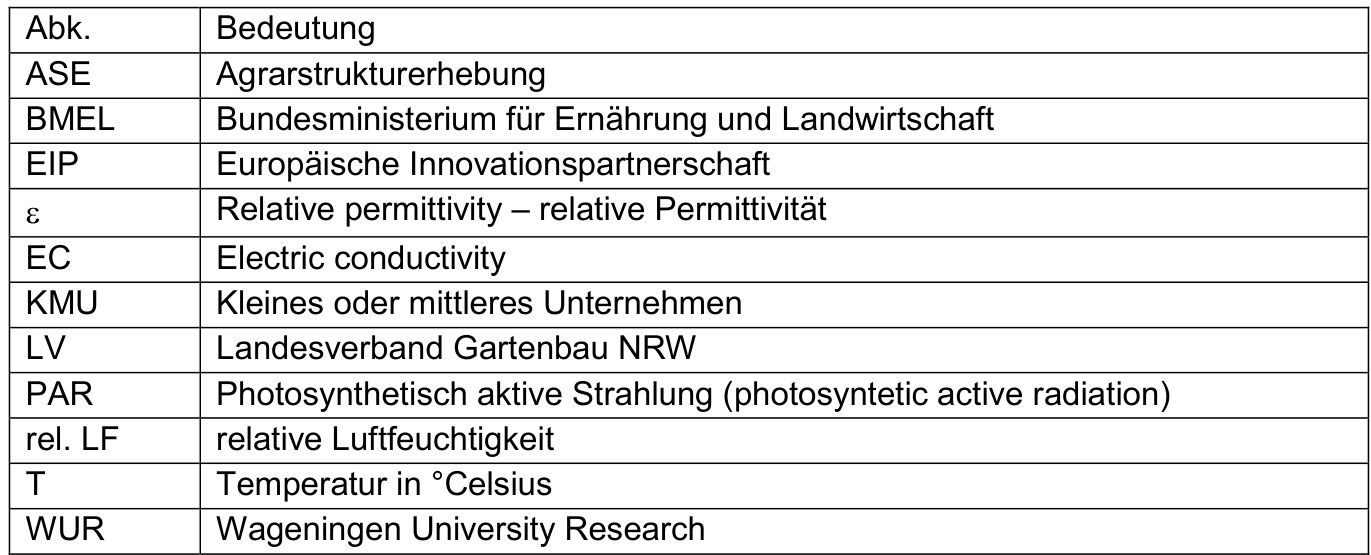 Abk. Bedeutung
ASE Agrarstrukturerhebung
BMEL Bundesministerium für Ernährung und Landwirtschaft
EIP Europäische Innovationspartnerschaft
ε Relative permittivity – relative Permittivität
EC Electric conductivity
KMU Kleines oder mittleres Unternehmen
LV Landesverband Gartenbau NRW
PAR Photosynthetisch aktive Strahlung (photosyntetic active radiation)
rel. LF relative Luftfeuchtigkeit
T Temperatur in °Celsius
WUR Wageningen University Research